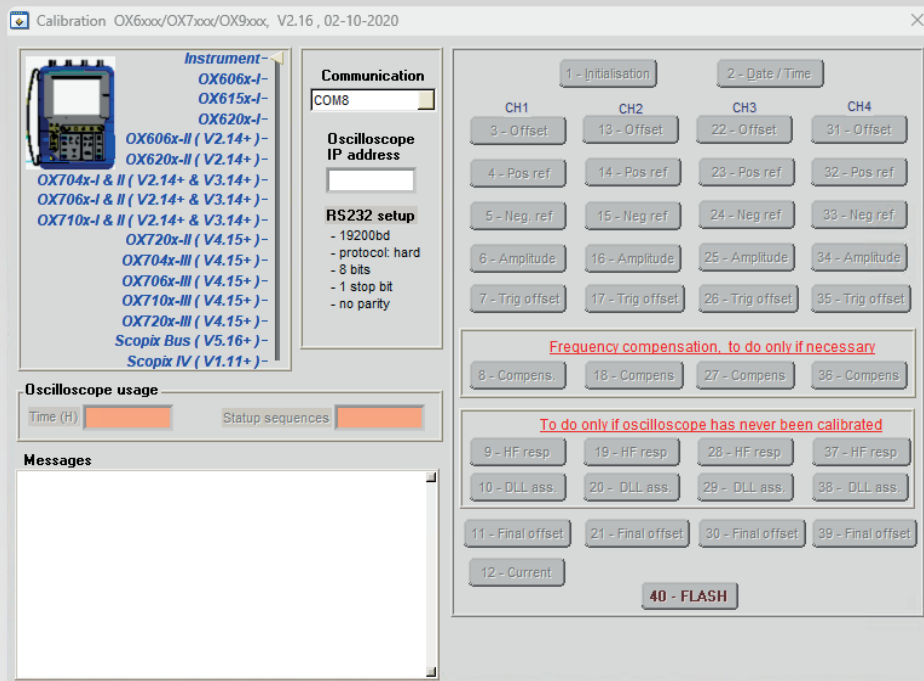 Calibration OX6xxx/OX7xxx/OX9xxx, V2.16 , 02-10-2020
Instrument
OX606x-I
OX615x-I
OX620x-I
OX606x-II ( V2.14+ )
OX620x-II ( V2.14+ )
OX704x-I & II ( V2.14+ & V3.14+ )
OX706x-I & II ( V2.14+ & V3.14+ )
OX710x-I & II ( V2.14+ & V3.14+ )
OX720x-II ( V4.15+ )
OX704x-III ( V4.15+ )
OX706x-III ( V4.15+ )
OX710x-III ( V4.15+ )
OX720x-III ( V4.15+ )
Scopix Bus ( V5.16+ )
Scopix IV ( V1.11+ )
Communication
COM8
Oscilloscope
IP address
RS232 setup
- 19200bd
- protocol: hard
- 8 bits
- 1 stop bit
- no parity
Oscilloscope usage
Time (H) Statup sequences
Messages
1 - Initialisation 2 - Date / Time
CH1 CH2 CH3 CH4
3 - Offset 13 - Offset 22 - Offset 31 - Offset
4 - Pos ref 14 - Pos ref 23 - Pos ref 32 - Pos ref
5 - Neg. ref 15 - Neg ref 24 - Neg ref 33 - Neg ref
6 - Amplitude 16 - Amplitude 25 - Amplitude 34 - Amplitude
7 - Trig offset 17 - Trig offset 26 - Trig offset 35 - Trig offset
Frequency compensation, to do only if necessary
8 - Compens. 18 - Compens 27 - Compens 36 - Compens
To do only if oscilloscope has never been calibrated
9 - HF resp 19 - HF resp 28 - HF resp 37 - HF resp
10 - DLL ass. 20 - DLL ass. 29 - DLL ass. 38 - DLL ass.
11 - Final offset 21 - Final offset 30 - Final offset 39 - Final offset
12 - Current
40 - FLASH